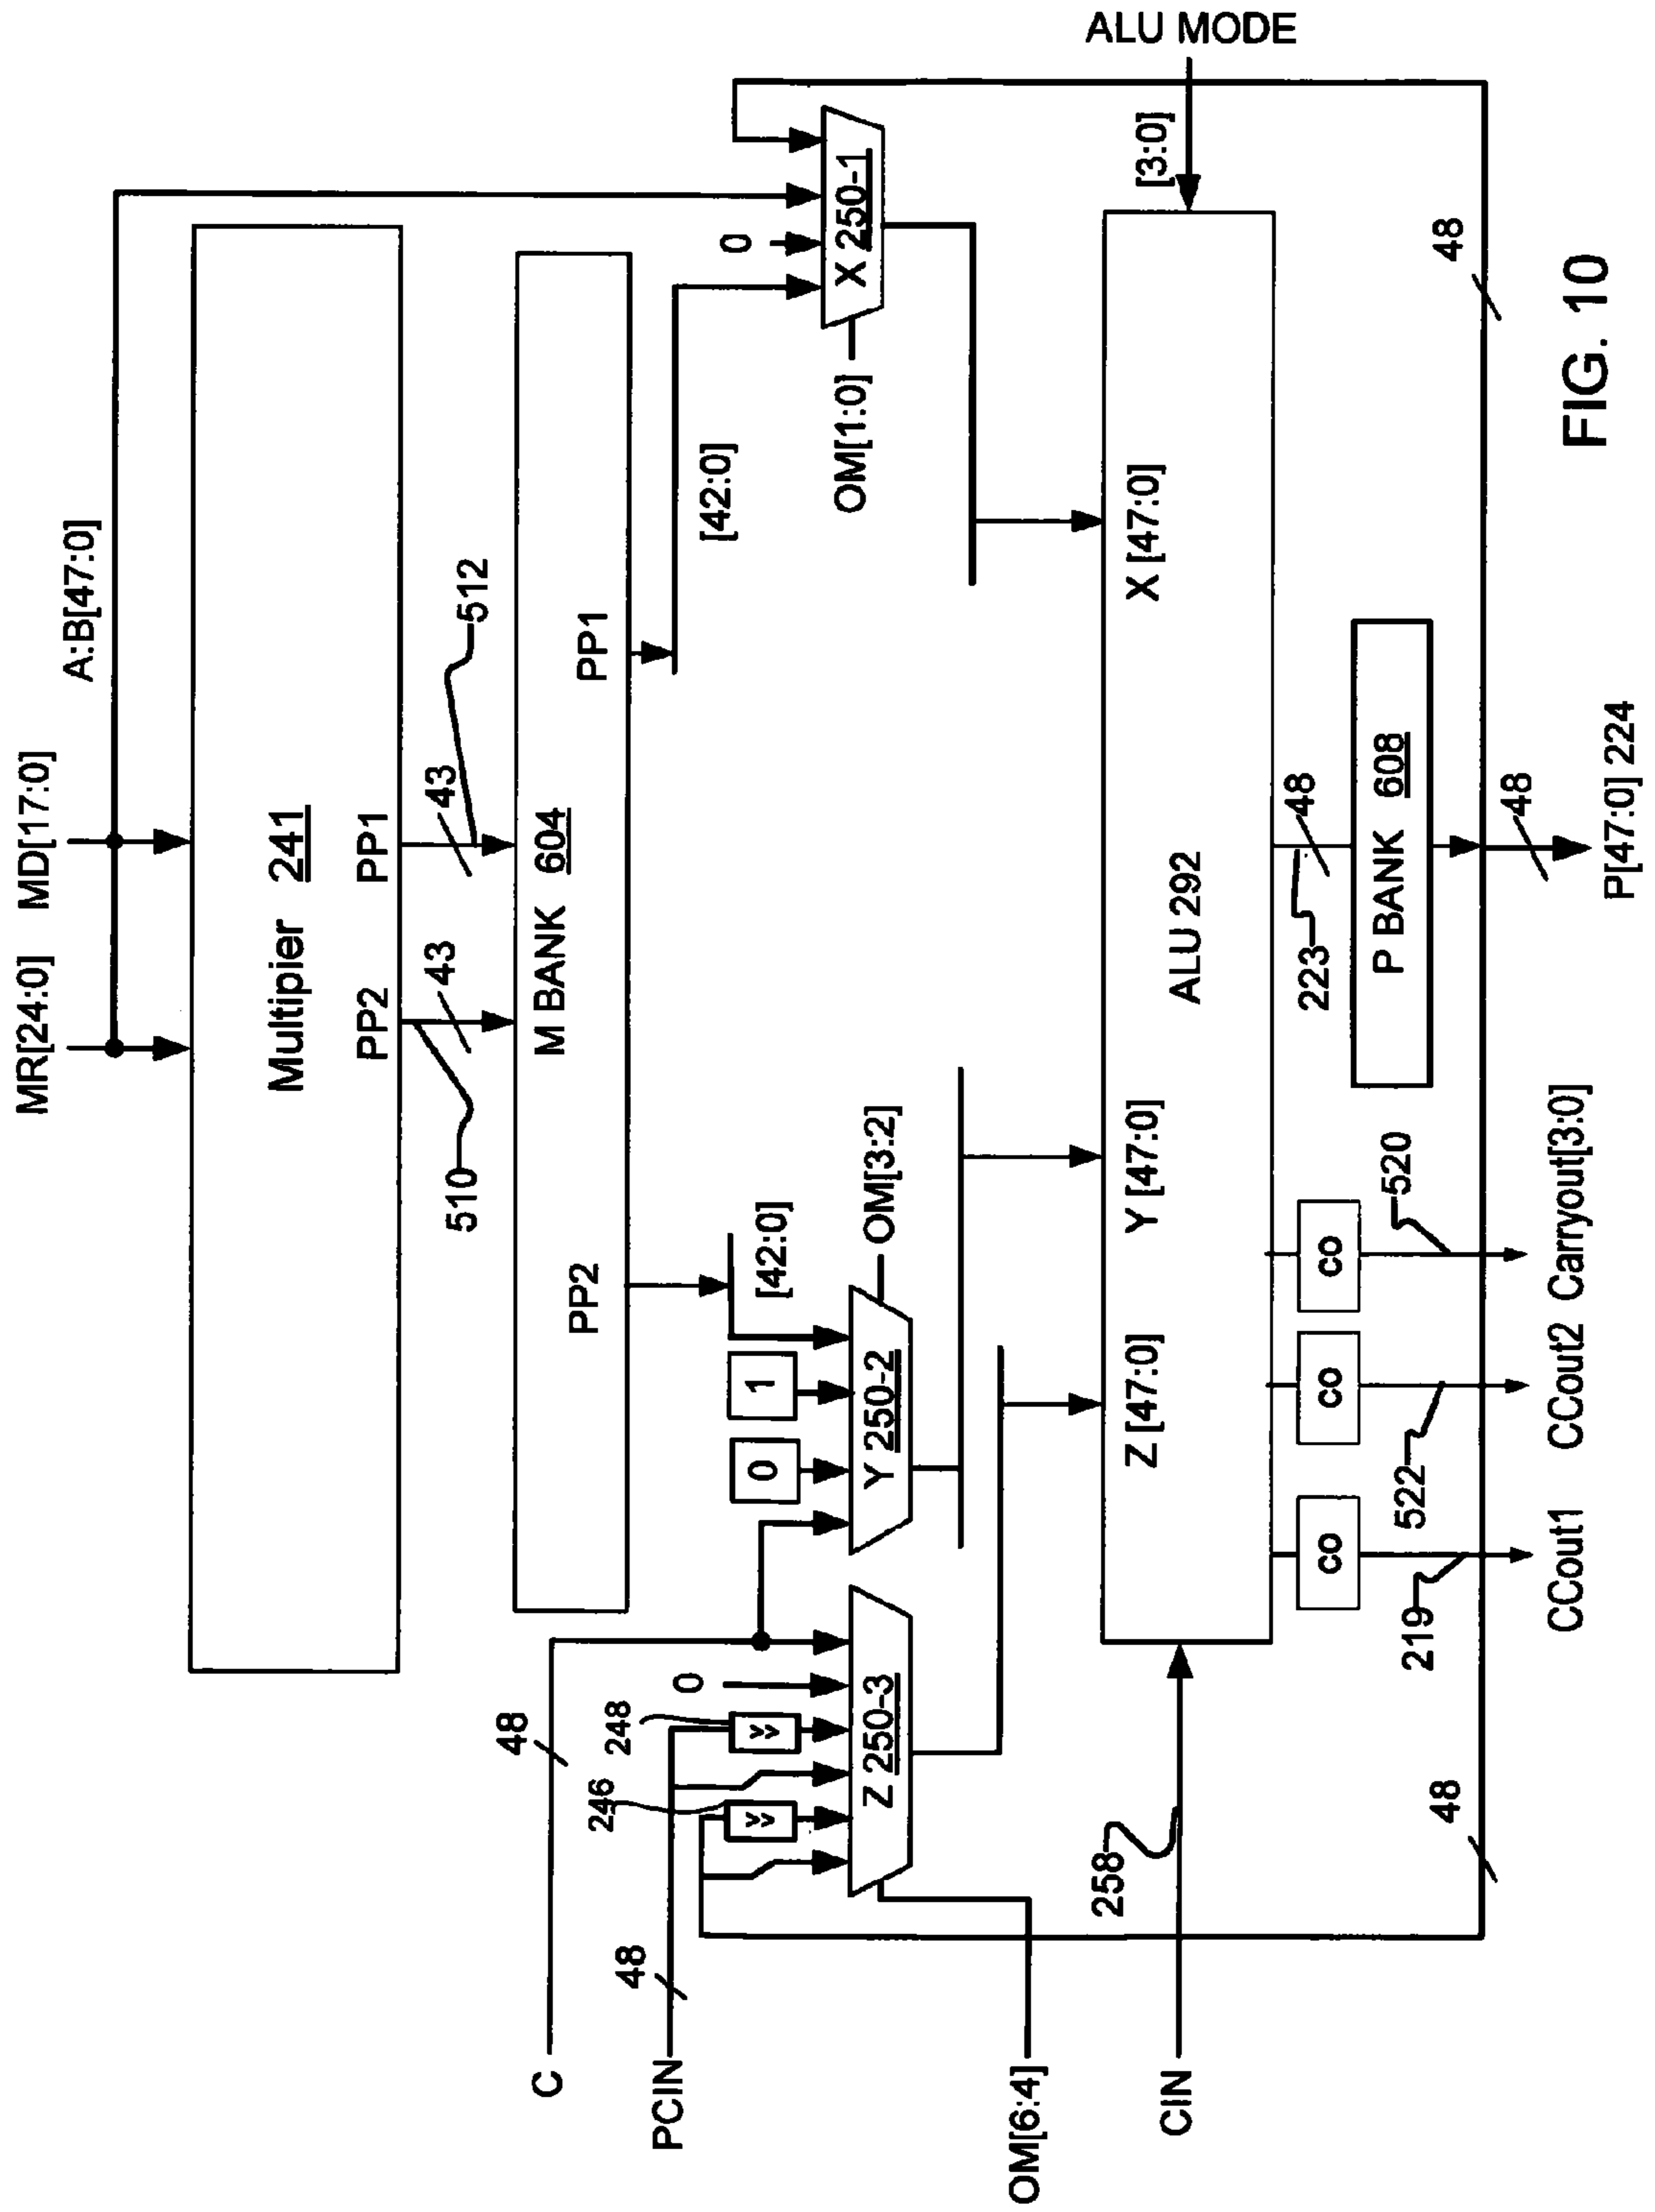 MR[24:0] MD[17:0]
A:B[47:0]
Multipier 241
PP2 PP1
510 43 43 512
M BANK 604
PP2 PP1
C 48
PCIN 48
246 248
<< <<
0
0 1
[42:0]
[42:0]
0
Z 250-3
Y 250-2
X 250-1
OM[6:4]
OM[3:2]
OM[1:0]
Z [47:0] Y [47:0] X [47:0]
ALU 292
CIN 258
[3:0]
ALU MODE
CO CO CO
223 48
P BANK 608
219 522 520
48 48 48
CCout1 CCout2 Carryout[3:0] P[47:0] 224
FIG. 10